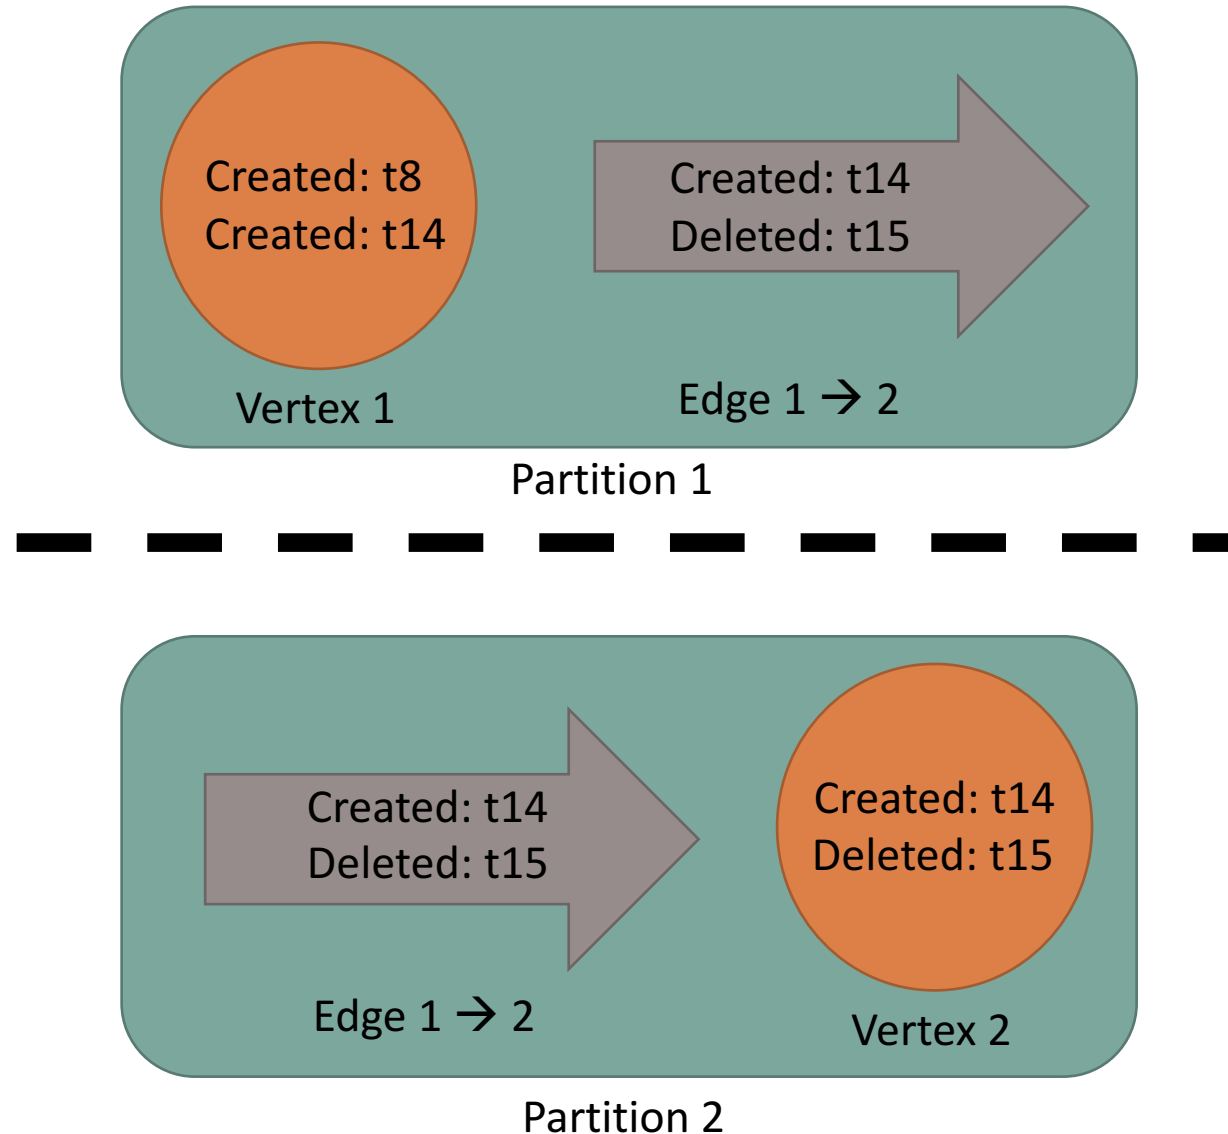 Created: t8
Created: t14
Created: t14
Deleted: t15
Vertex 1
Edge 1 → 2
Partition 1
Created: t14
Deleted: t15
Created: t14
Deleted: t15
Edge 1 → 2
Vertex 2
Partition 2